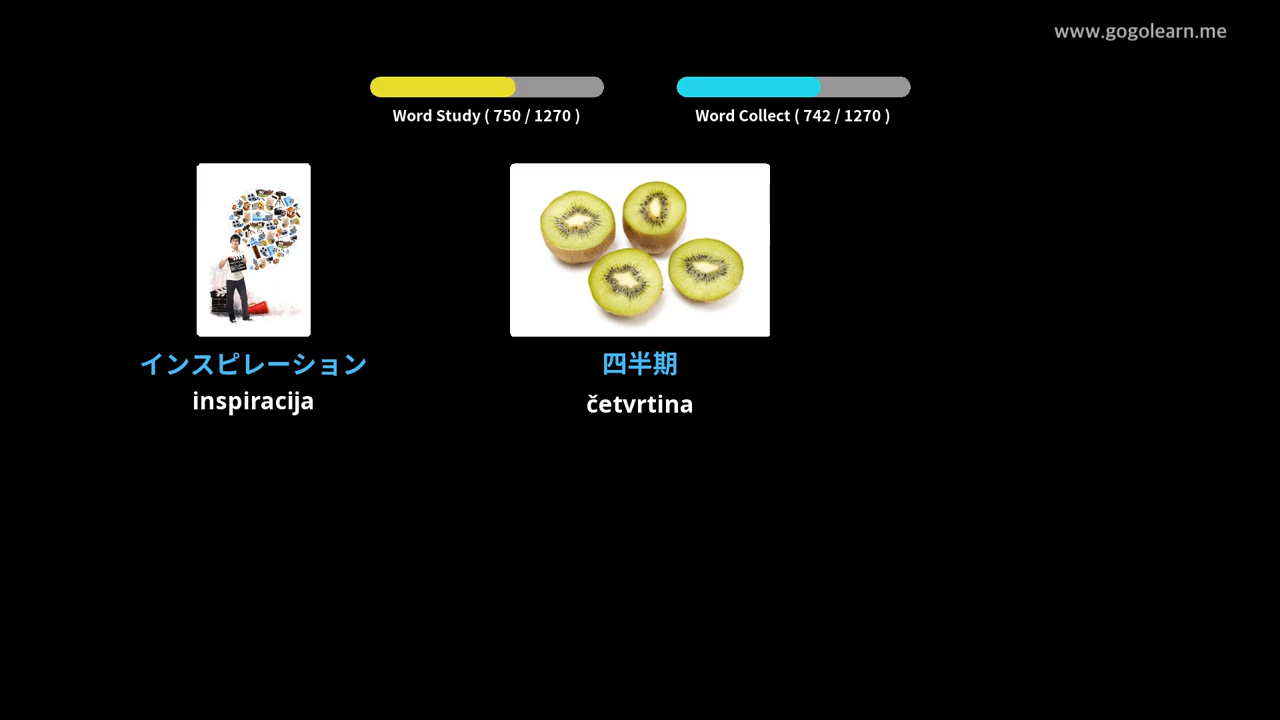 www.gogolearn.me
Word Study ( 750 / 1270 )
Word Collect ( 742 / 1270 )
インスピレーション
inspiracija
四半期
četvrtina